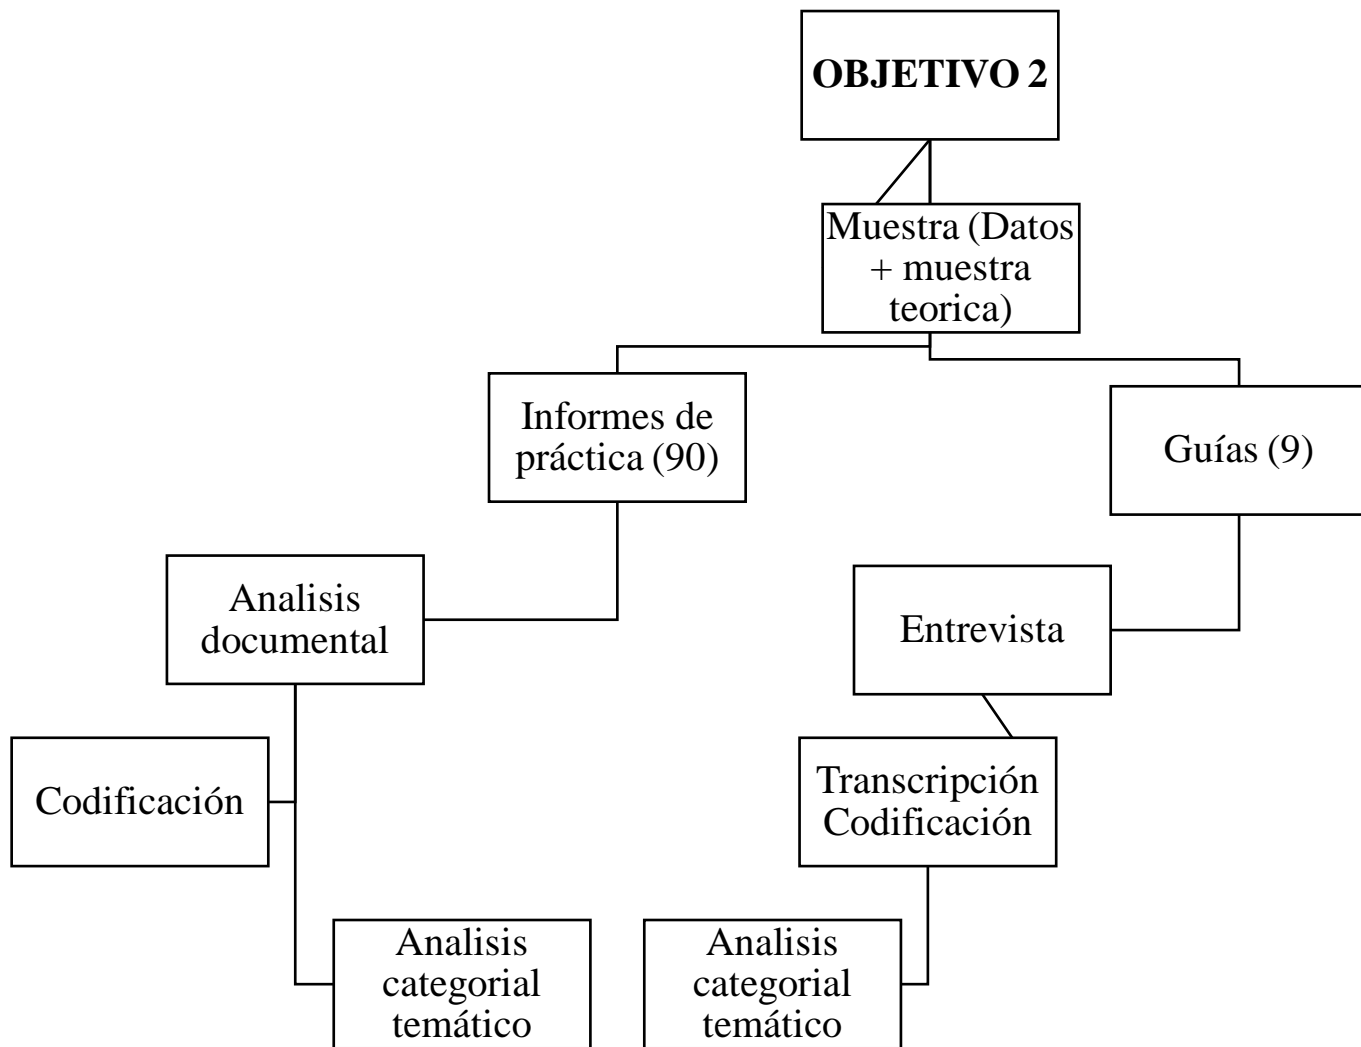 OBJETIVO 2
Muestra (Datos
+ muestra
teorica)
Informes de
práctica (90)
Guías (9)
Analisis
documental
Entrevista
Codificación
Transcripción
Codificación
Analisis
categorial
temático
Analisis
categorial
temático